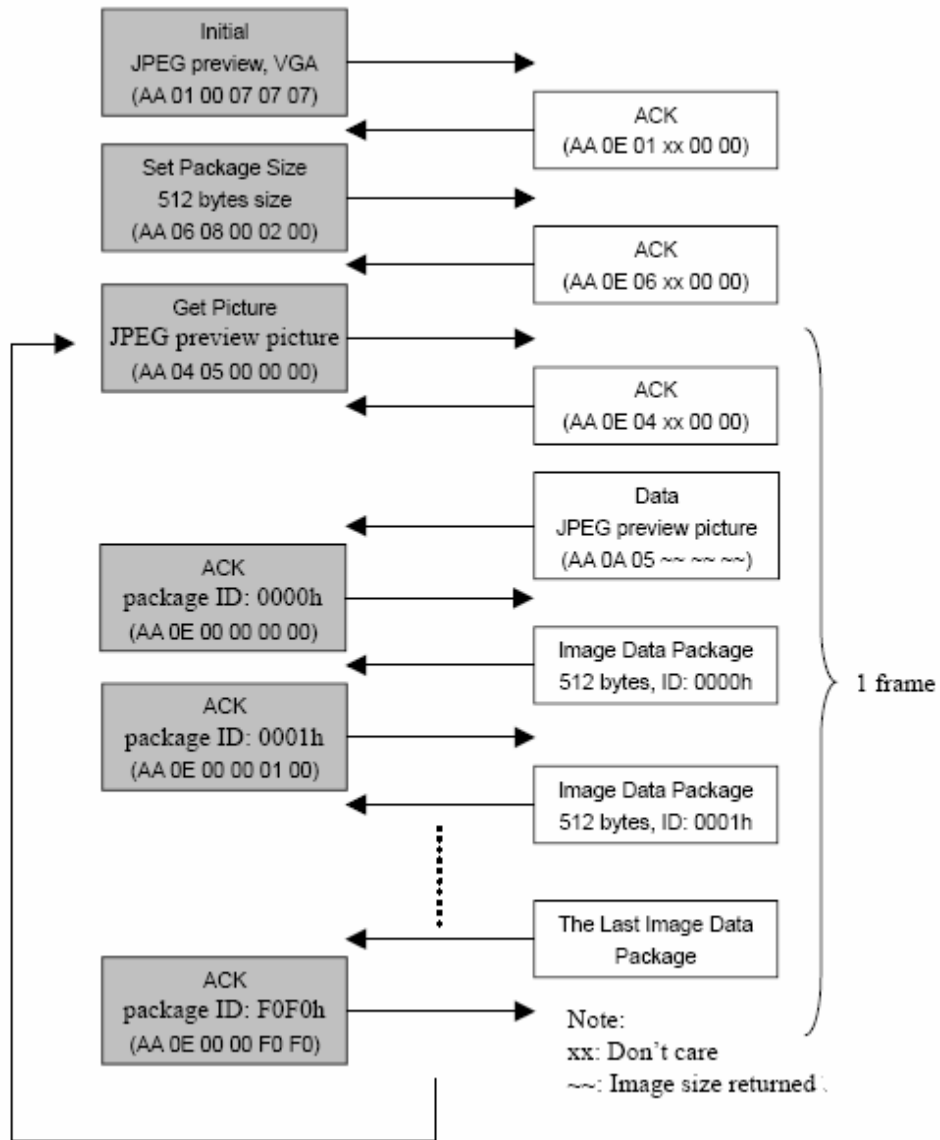 Initial
JPEG preview, VGA
(AA 01 00 07 07 07)
ACK
(AA 0E 01 xx 00 00)
Set Package Size
512 bytes size
(AA 06 08 00 02 00)
ACK
(AA 0E 06 xx 00 00)
Get Picture
JPEG preview picture
(AA 04 05 00 00 00)
ACK
(AA 0E 04 xx 00 00)
Data
JPEG preview picture
(AA 0A 05 ~~ ~~ ~~)
ACK
package ID: 0000h
(AA 0E 00 00 00 00)
Image Data Package
512 bytes, ID: 0000h
1 frame
ACK
package ID: 0001h
(AA 0E 00 00 01 00)
Image Data Package
512 bytes, ID: 0001h
The Last Image Data
Package
ACK
package ID: F0F0h
(AA 0E 00 00 F0 F0)
Note:
xx: Don't care
~~: Image size returned